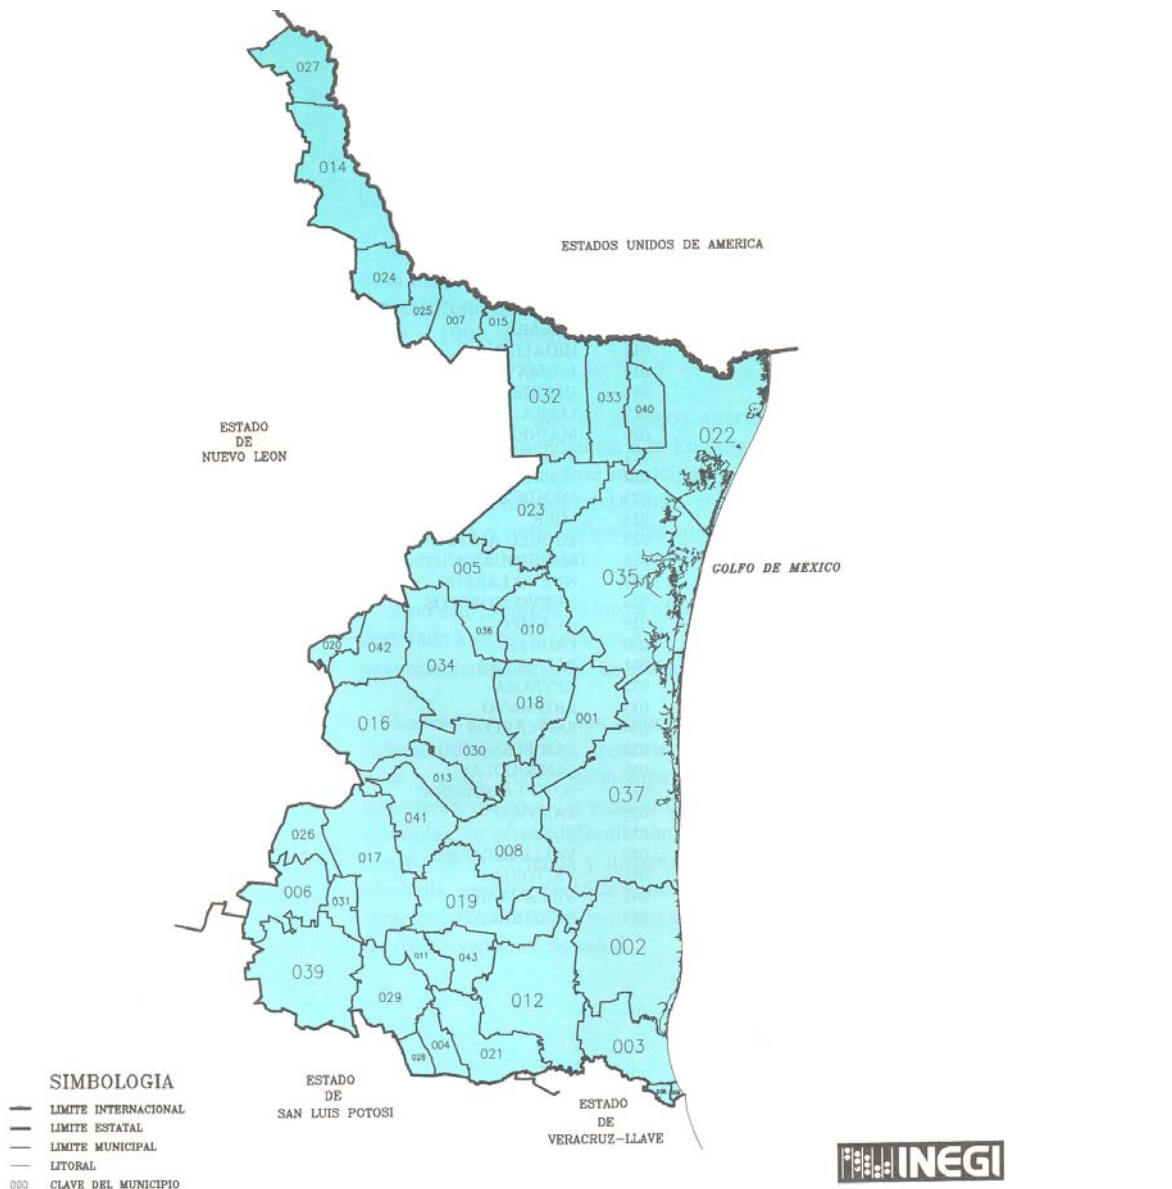 027
014
ESTADOS UNIDOS DE AMERICA
024
025
007
015
032
033
040
022
ESTADO
DE
NUEVO LEON
023
GOLFO DE MEXICO
005
035
036
010
020
042
034
018
001
016
030
013
037
041
026
017
008
006
031
019
002
011
043
039
029
012
003
004
028
021
SIMBOLOGIA
LIMITE INTERNACIONAL
LIMITE ESTATAL
LIMITE MUNICIPAL
LITORAL
000 CLAVE DEL MUNICIPIO
ESTADO
DE
SAN LUIS POTOSI
ESTADO
DE
VERACRUZ-LLAVE
INEGI